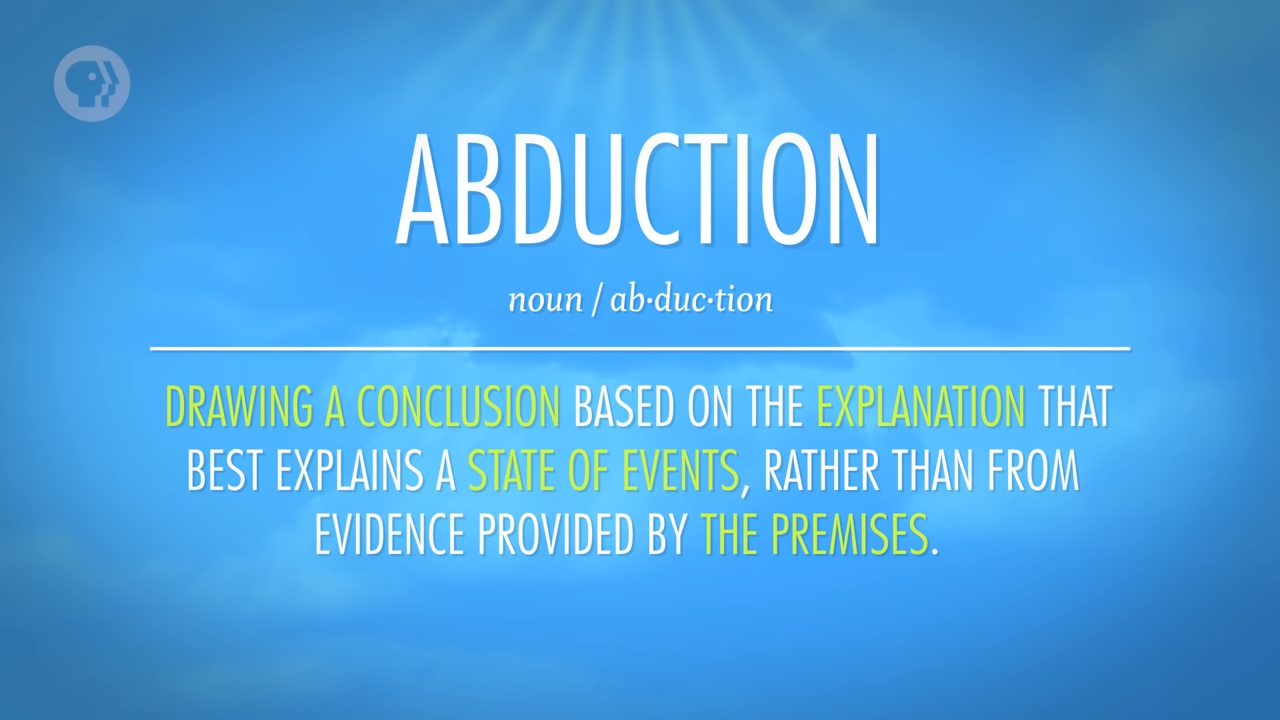 ABDUCTION
noun / ab·duc·tion
DRAWING A CONCLUSION BASED ON THE EXPLANATION THAT
BEST EXPLAINS A STATE OF EVENTS, RATHER THAN FROM
EVIDENCE PROVIDED BY THE PREMISES.